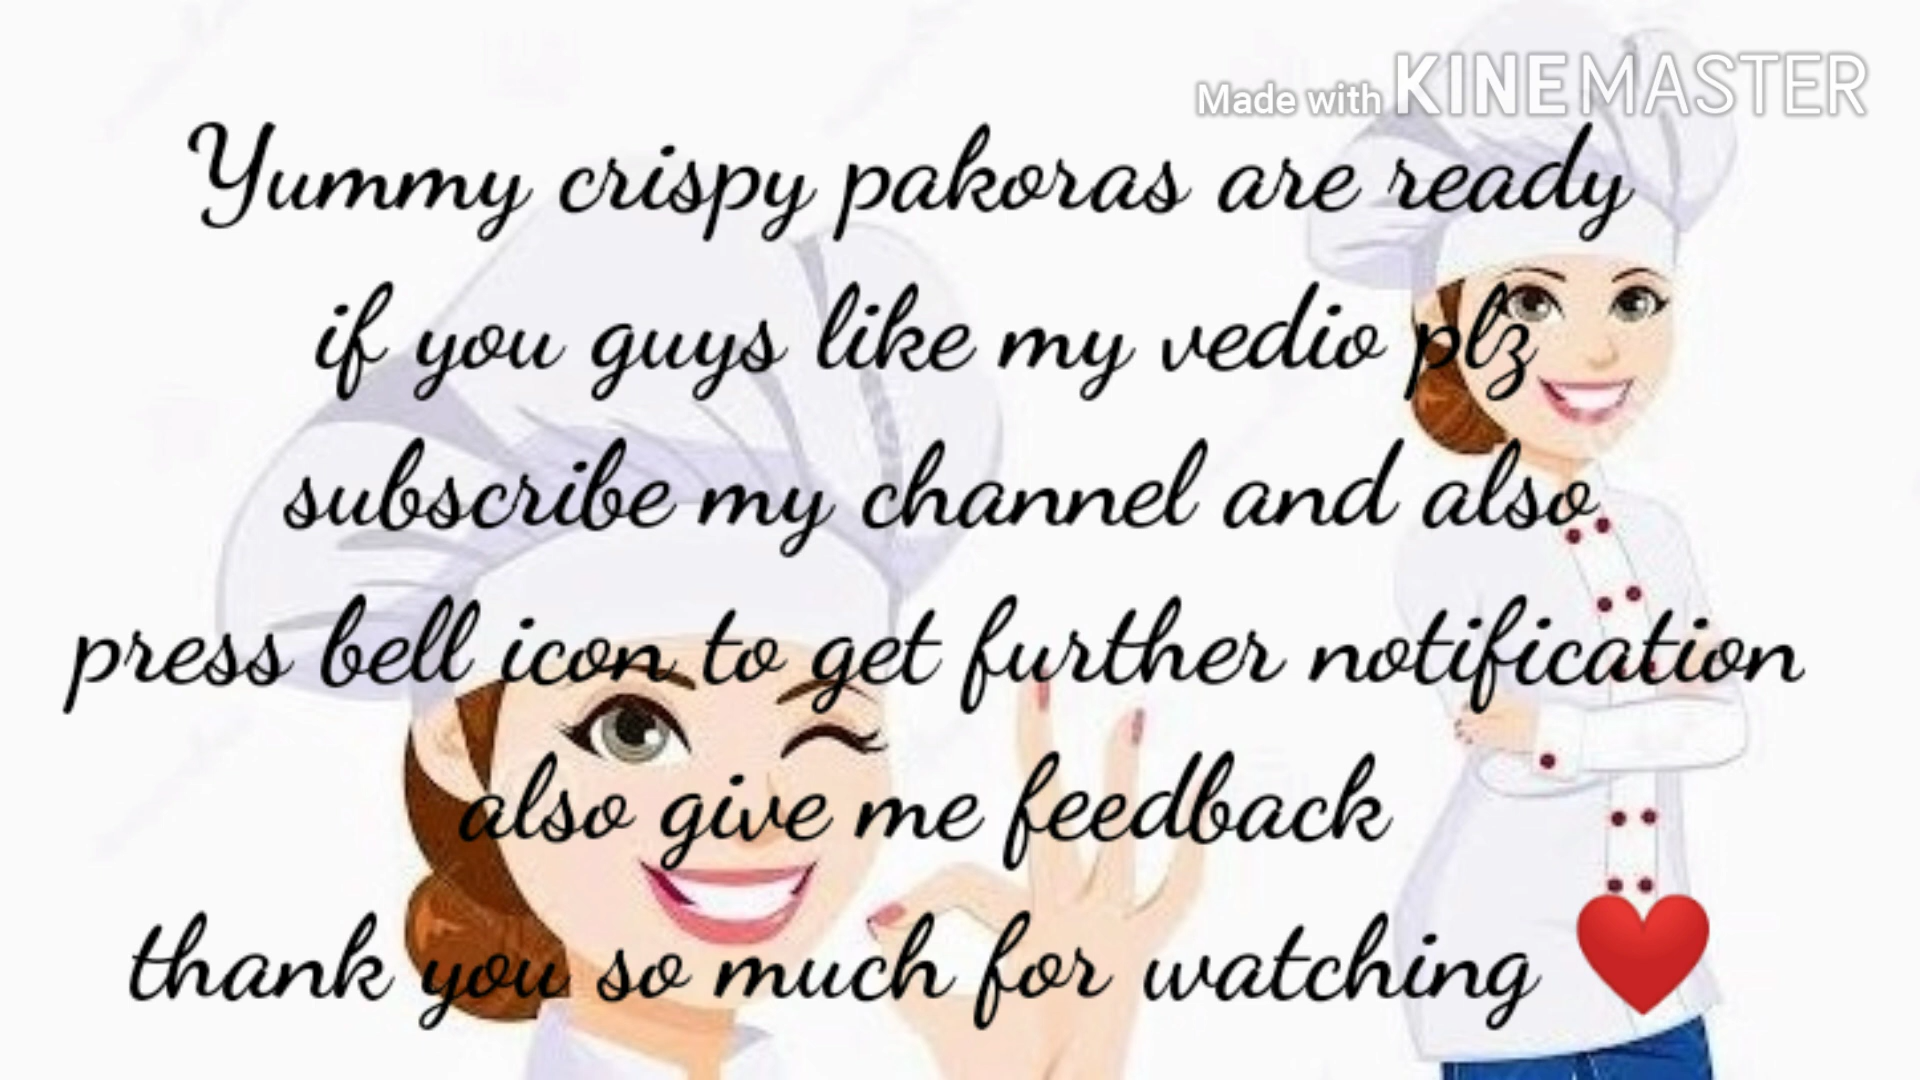 Made with KINEMASTER
Yummy crispy pakoras are ready
if you guys like my vedio plz
subscribe my channel and also
press bell icon to get further notification
also give me feedback
thank you so much for watching ❤️